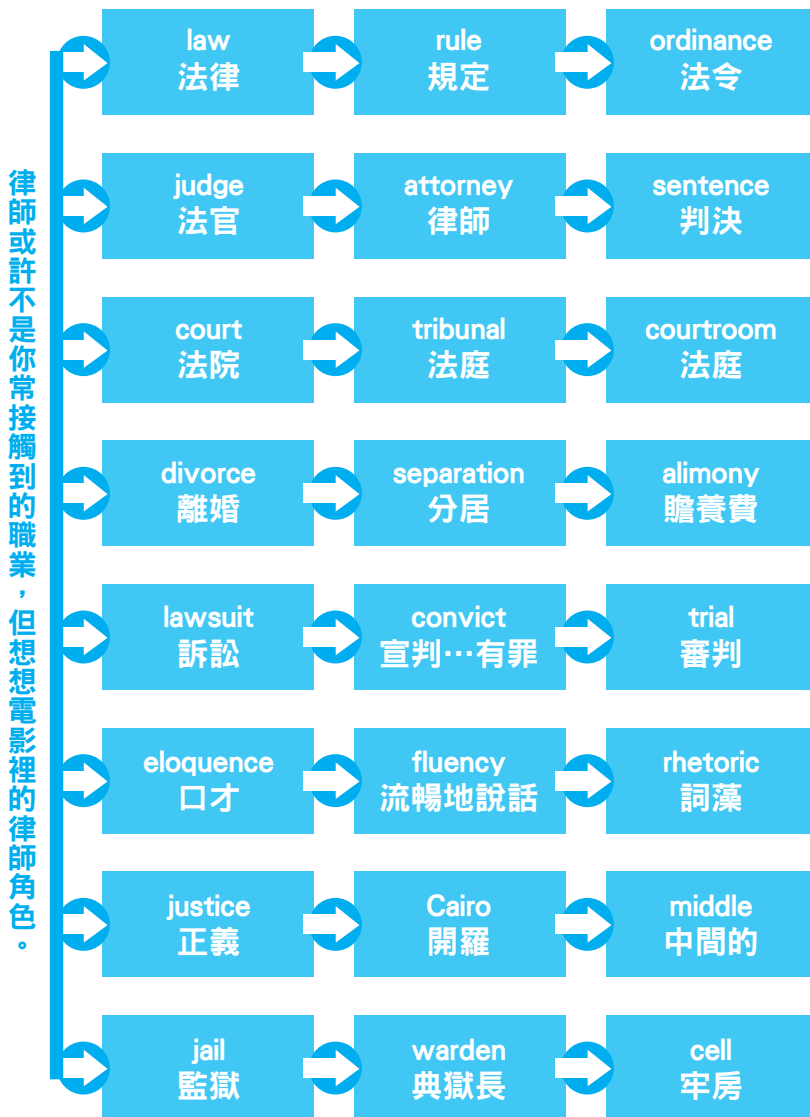 律師或許不是你常接觸到的職業，但想想電影裡的律師角色。
law
法律
rule
規定
ordinance
法令
judge
法官
attorney
律師
sentence
判決
court
法院
tribunal
法庭
courtroom
法庭
divorce
離婚
separation
分居
alimony
贍養費
lawsuit
訴訟
convict
宣判…有罪
trial
審判
eloquence
口才
fluency
流暢地說話
rhetoric
詞藻
justice
正義
Cairo
開羅
middle
中間的
jail
監獄
warden
典獄長
cell
牢房